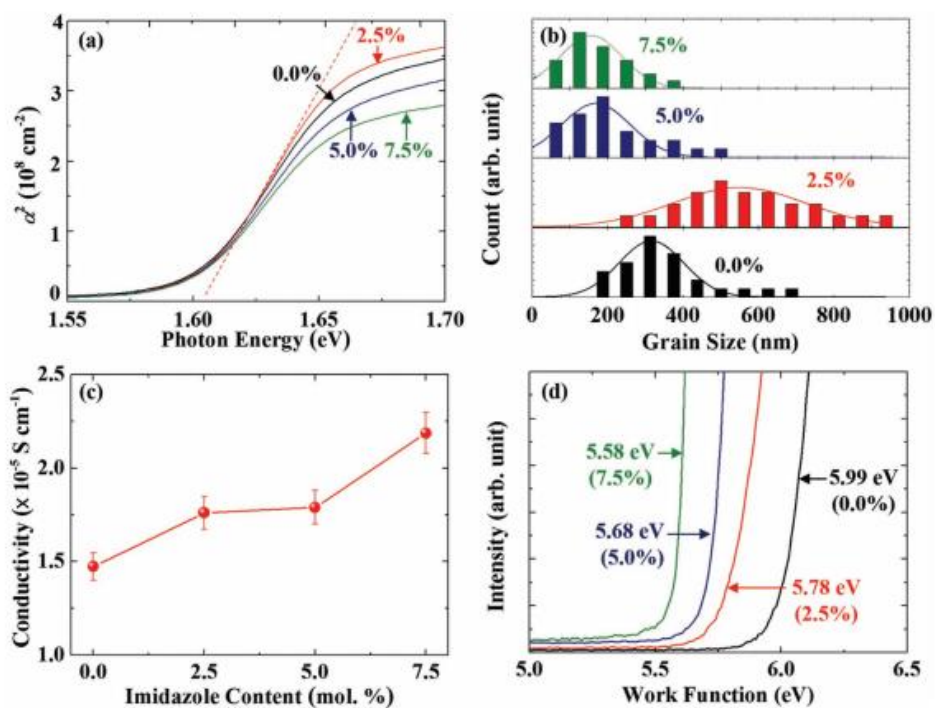 (a)
2.5%
0.0%
5.0%
7.5%
α² (10⁸ cm⁻²)
4
3
2
1
0
1.55 1.60 1.65 1.70
Photon Energy (eV)
(b)
7.5%
5.0%
2.5%
0.0%
Count (arb. unit)
0 200 400 600 800 1000
Grain Size (nm)
(c)
Conductivity (× 10⁻⁵ S cm⁻¹)
2.5
2.0
1.5
1.0
0.0 2.5 5.0 7.5
Imidazole Content (mol. %)
(d)
5.58 eV
(7.5%)
5.68 eV
(5.0%)
5.99 eV
(0.0%)
5.78 eV
(2.5%)
Intensity (arb. unit)
5.0 5.5 6.0 6.5
Work Function (eV)